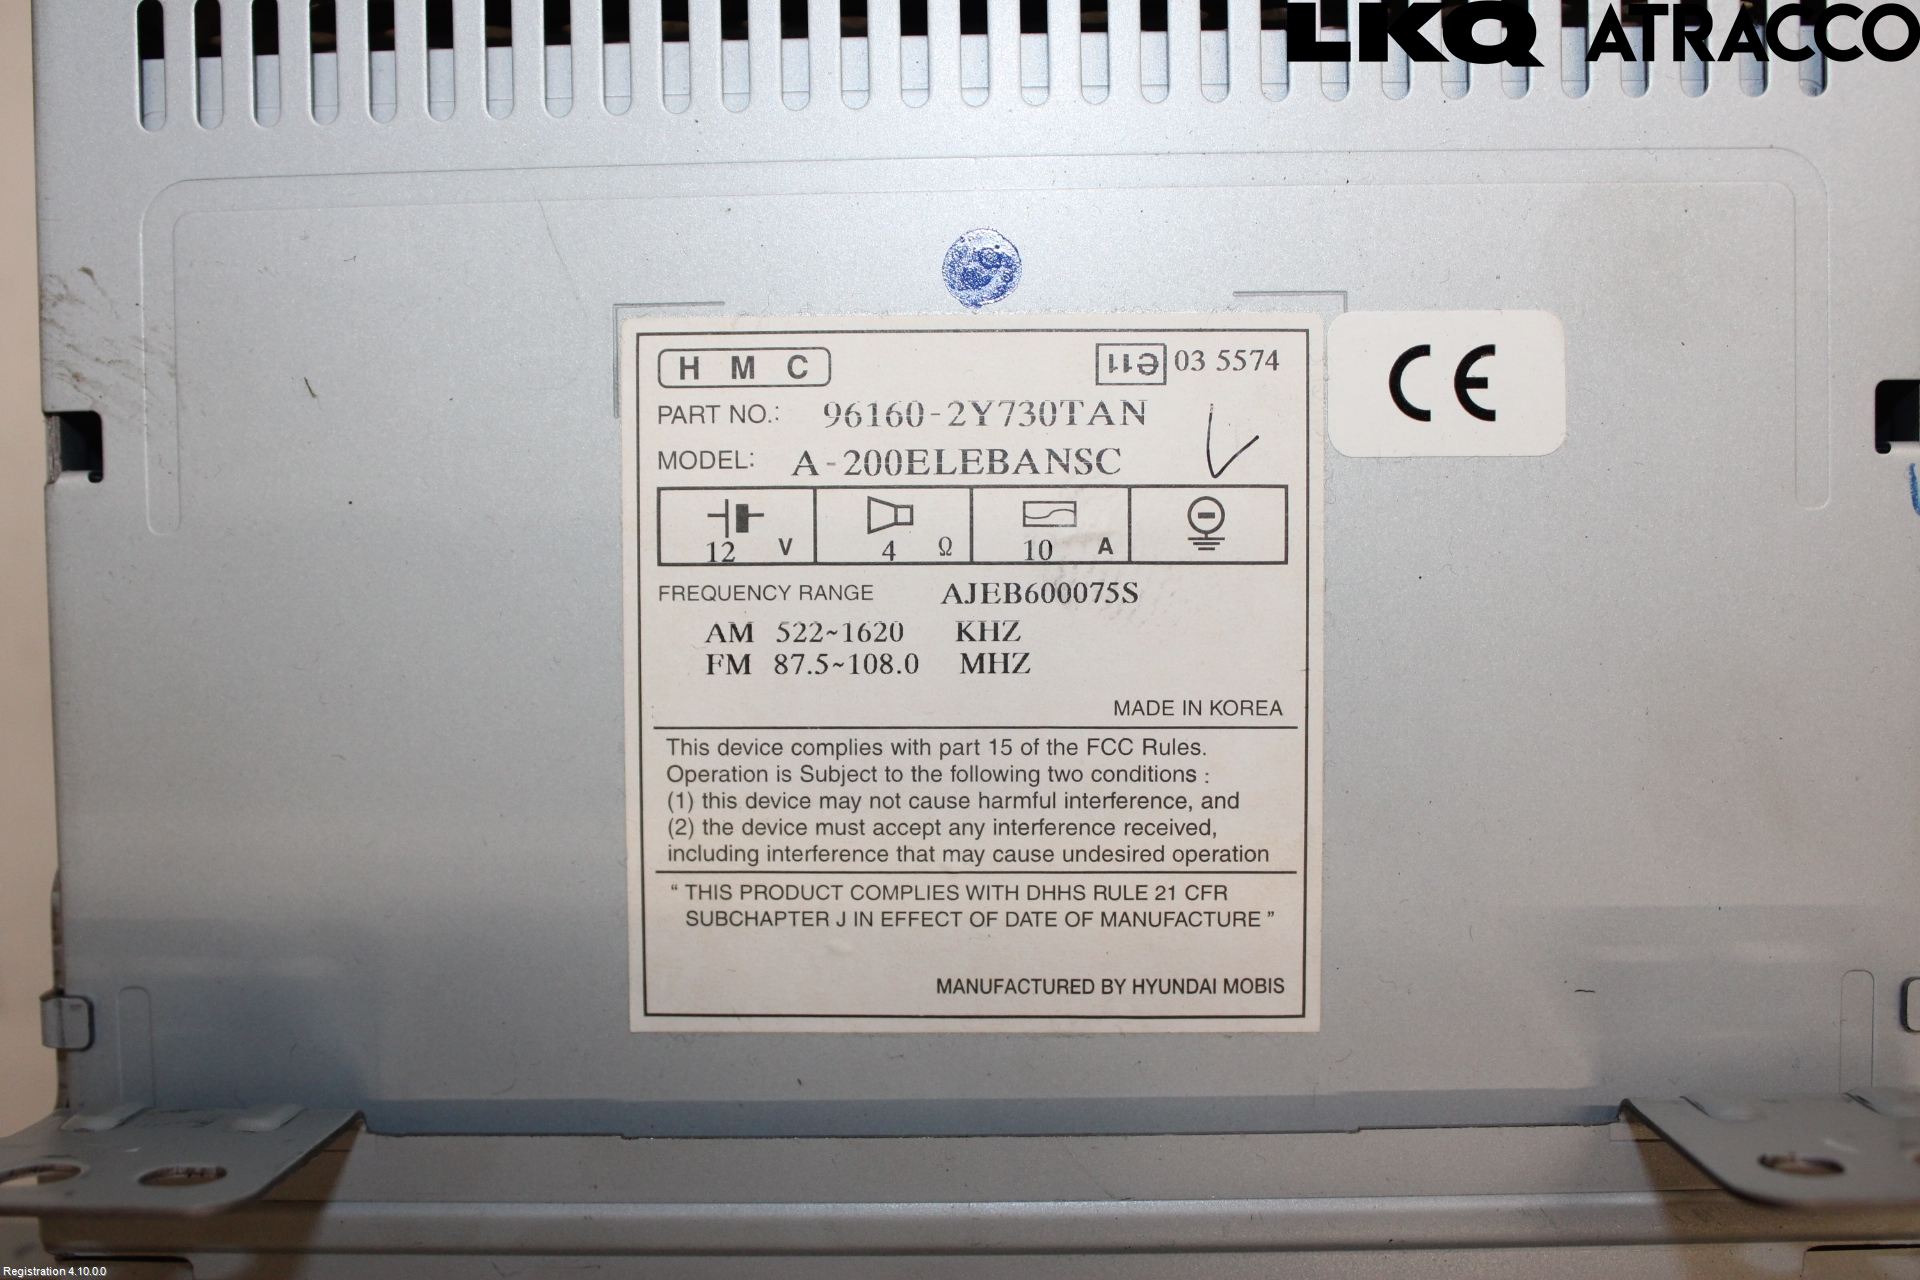 LKQ ATRACCO
HMC e11 03 5574
PART NO.: 96160-2Y730TAN
MODEL: A-200ELEBANSC
12 V 4 Ω 10 A
FREQUENCY RANGE AJEB600075S
AM 522~1620 KHZ
FM 87.5~108.0 MHZ
MADE IN KOREA
This device complies with part 15 of the FCC Rules.
Operation is Subject to the following two conditions :
(1) this device may not cause harmful interference, and
(2) the device must accept any interference received,
including interference that may cause undesired operation
“ THIS PRODUCT COMPLIES WITH DHHS RULE 21 CFR
SUBCHAPTER J IN EFFECT OF DATE OF MANUFACTURE ”
MANUFACTURED BY HYUNDAI MOBIS
CE
Registration 4.10.0.0